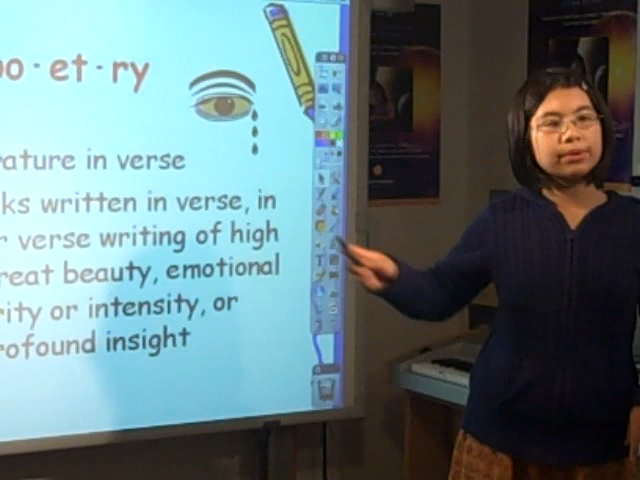 po·et·ry
rature in verse
ks written in verse, in
r verse writing of high
reat beauty, emotional
rity or intensity, or
rofound insight